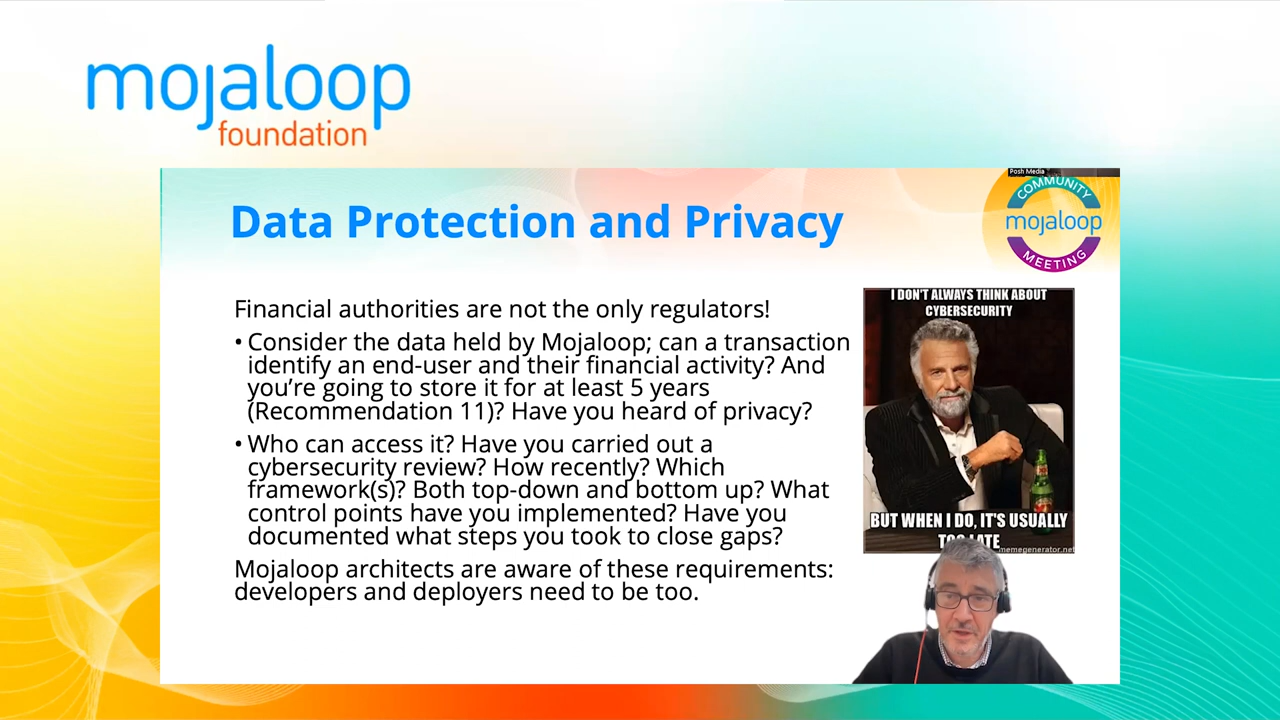 mojaloop
foundation
Posh Media
COMMUNITY
mojaloop
MEETING
Data Protection and Privacy
Financial authorities are not the only regulators!
• Consider the data held by Mojaloop; can a transaction
identify an end-user and their financial activity? And
you’re going to store it for at least 5 years
(Recommendation 11)? Have you heard of privacy?
• Who can access it? Have you carried out a
cybersecurity review? How recently? Which
framework(s)? Both top-down and bottom up? What
control points have you implemented? Have you
documented what steps you took to close gaps?
Mojaloop architects are aware of these requirements:
developers and deployers need to be too.
I DON'T ALWAYS THINK ABOUT
CYBERSECURITY
BUT WHEN I DO, IT'S USUALLY
TOO LATE
memegenerator.net